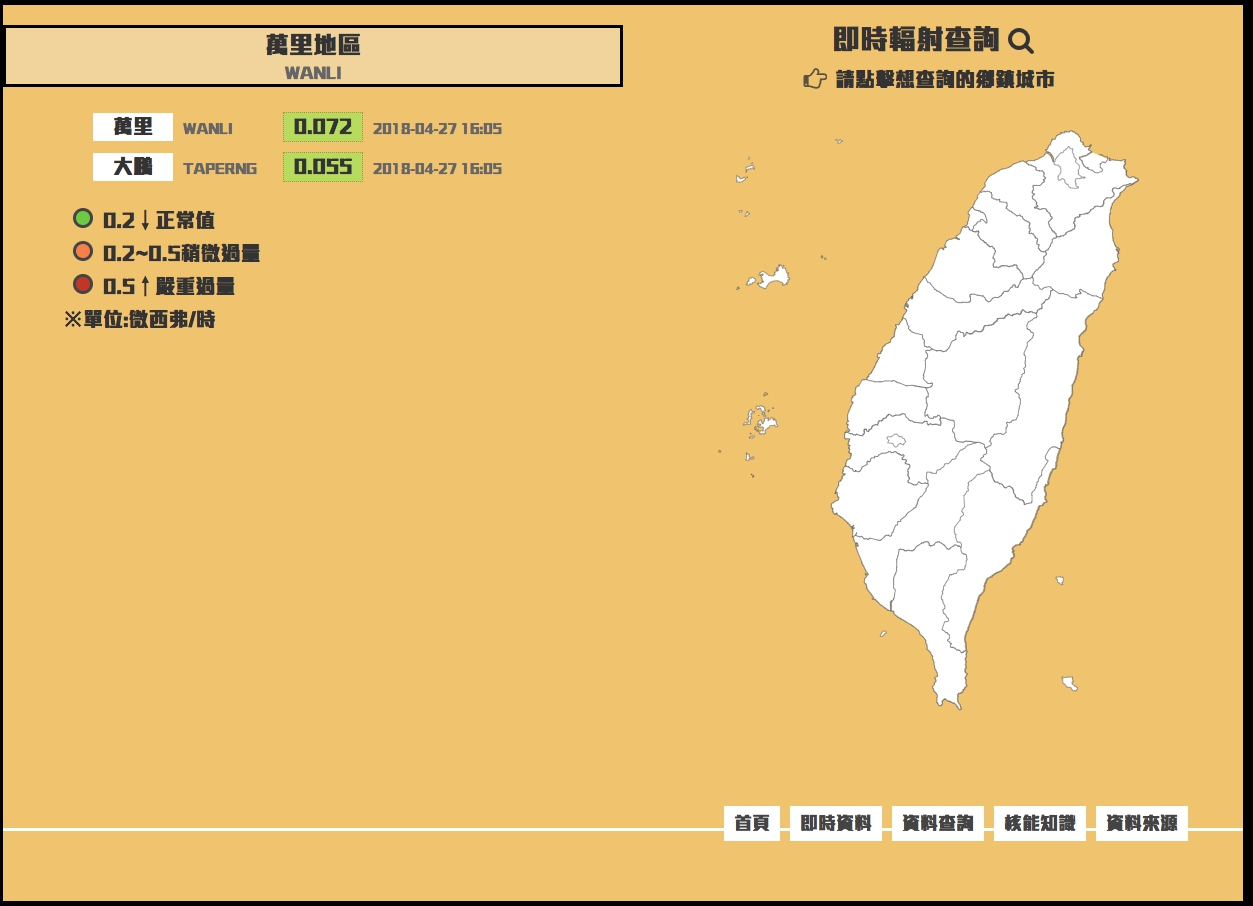 萬里地區
WANLI
萬里 WANLI 0.072 2018-04-27 16:05
大鵬 TAPERNG 0.055 2018-04-27 16:05
0.2↓正常值
0.2~0.5稍微過量
0.5↑嚴重過量
※單位:微西弗/時
即時輻射查詢
請點擊想查詢的鄉鎮城市
首頁 即時資料 資料查詢 核能知識 資料來源